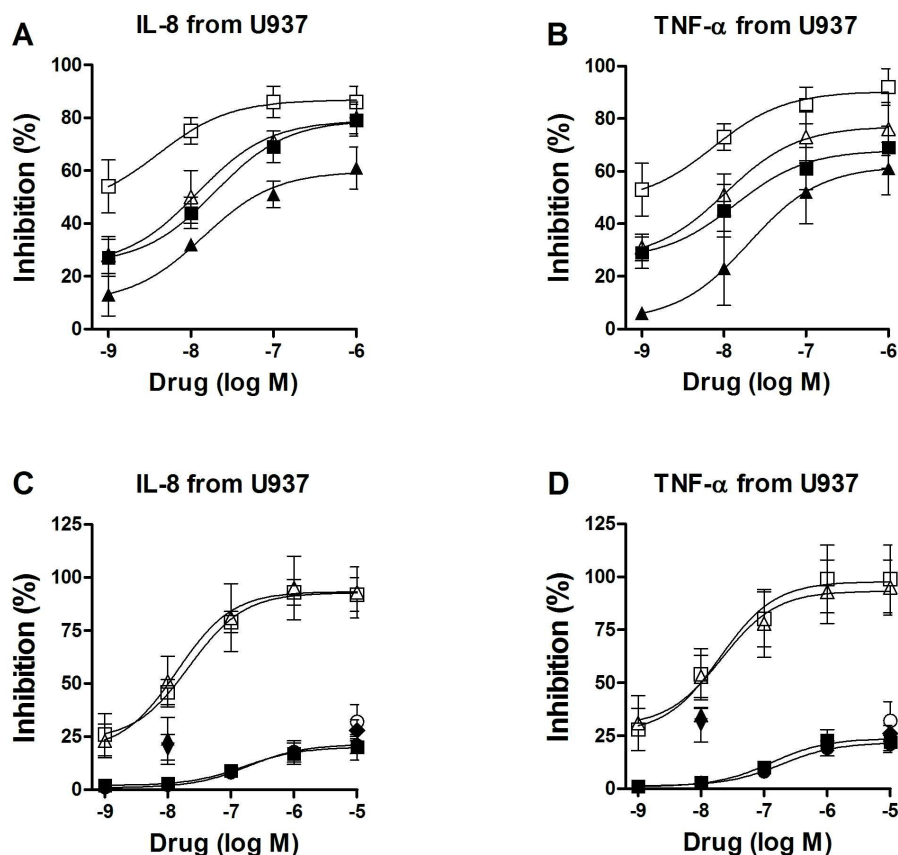 A
IL-8 from U937
Inhibition (%)
100
80
60
40
20
0
-9 -8 -7 -6
Drug (log M)
B
TNF-α from U937
Inhibition (%)
100
80
60
40
20
0
-9 -8 -7 -6
Drug (log M)
C
IL-8 from U937
Inhibition (%)
125
100
75
50
25
0
-9 -8 -7 -6 -5
Drug (log M)
D
TNF-α from U937
Inhibition (%)
125
100
75
50
25
0
-9 -8 -7 -6 -5
Drug (log M)